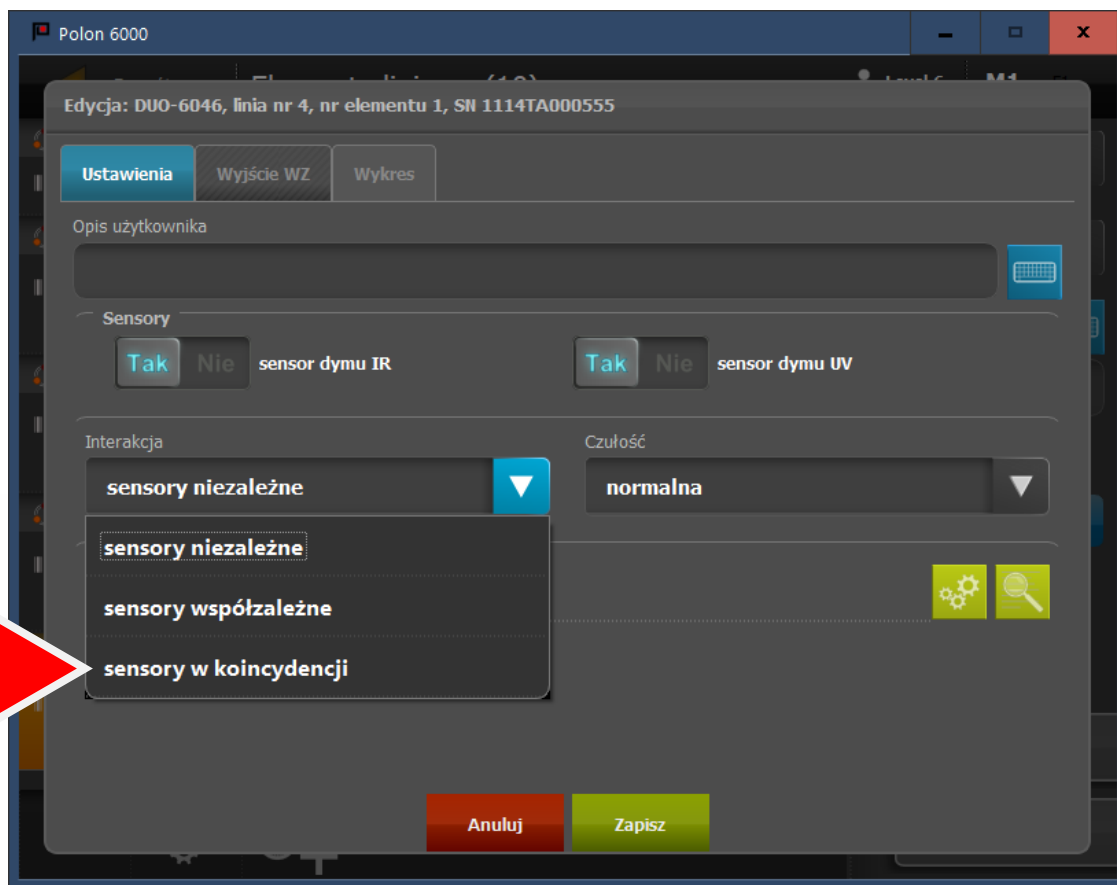 Polon 6000
Edycja: DUO-6046, linia nr 4, nr elementu 1, SN 1114TA000555
Ustawienia Wyjście WZ Wykres
Opis użytkownika
Sensory
Tak Nie sensor dymu IR Tak Nie sensor dymu UV
Interakcja Czułość
sensory niezależne normalna
sensory niezależne
sensory współzależne
sensory w koincydencji
Anuluj Zapisz